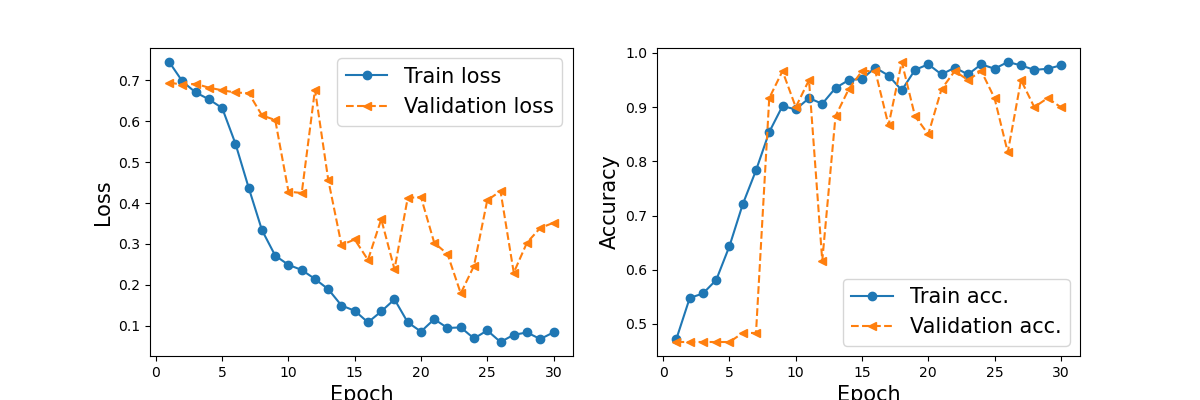 Train loss
Validation loss
Loss
0.7
0.6
0.5
0.4
0.3
0.2
0.1
0 5 10 15 20 25 30
Epoch
Accuracy
1.0
0.9
0.8
0.7
0.6
0.5
Train acc.
Validation acc.
0 5 10 15 20 25 30
Epoch